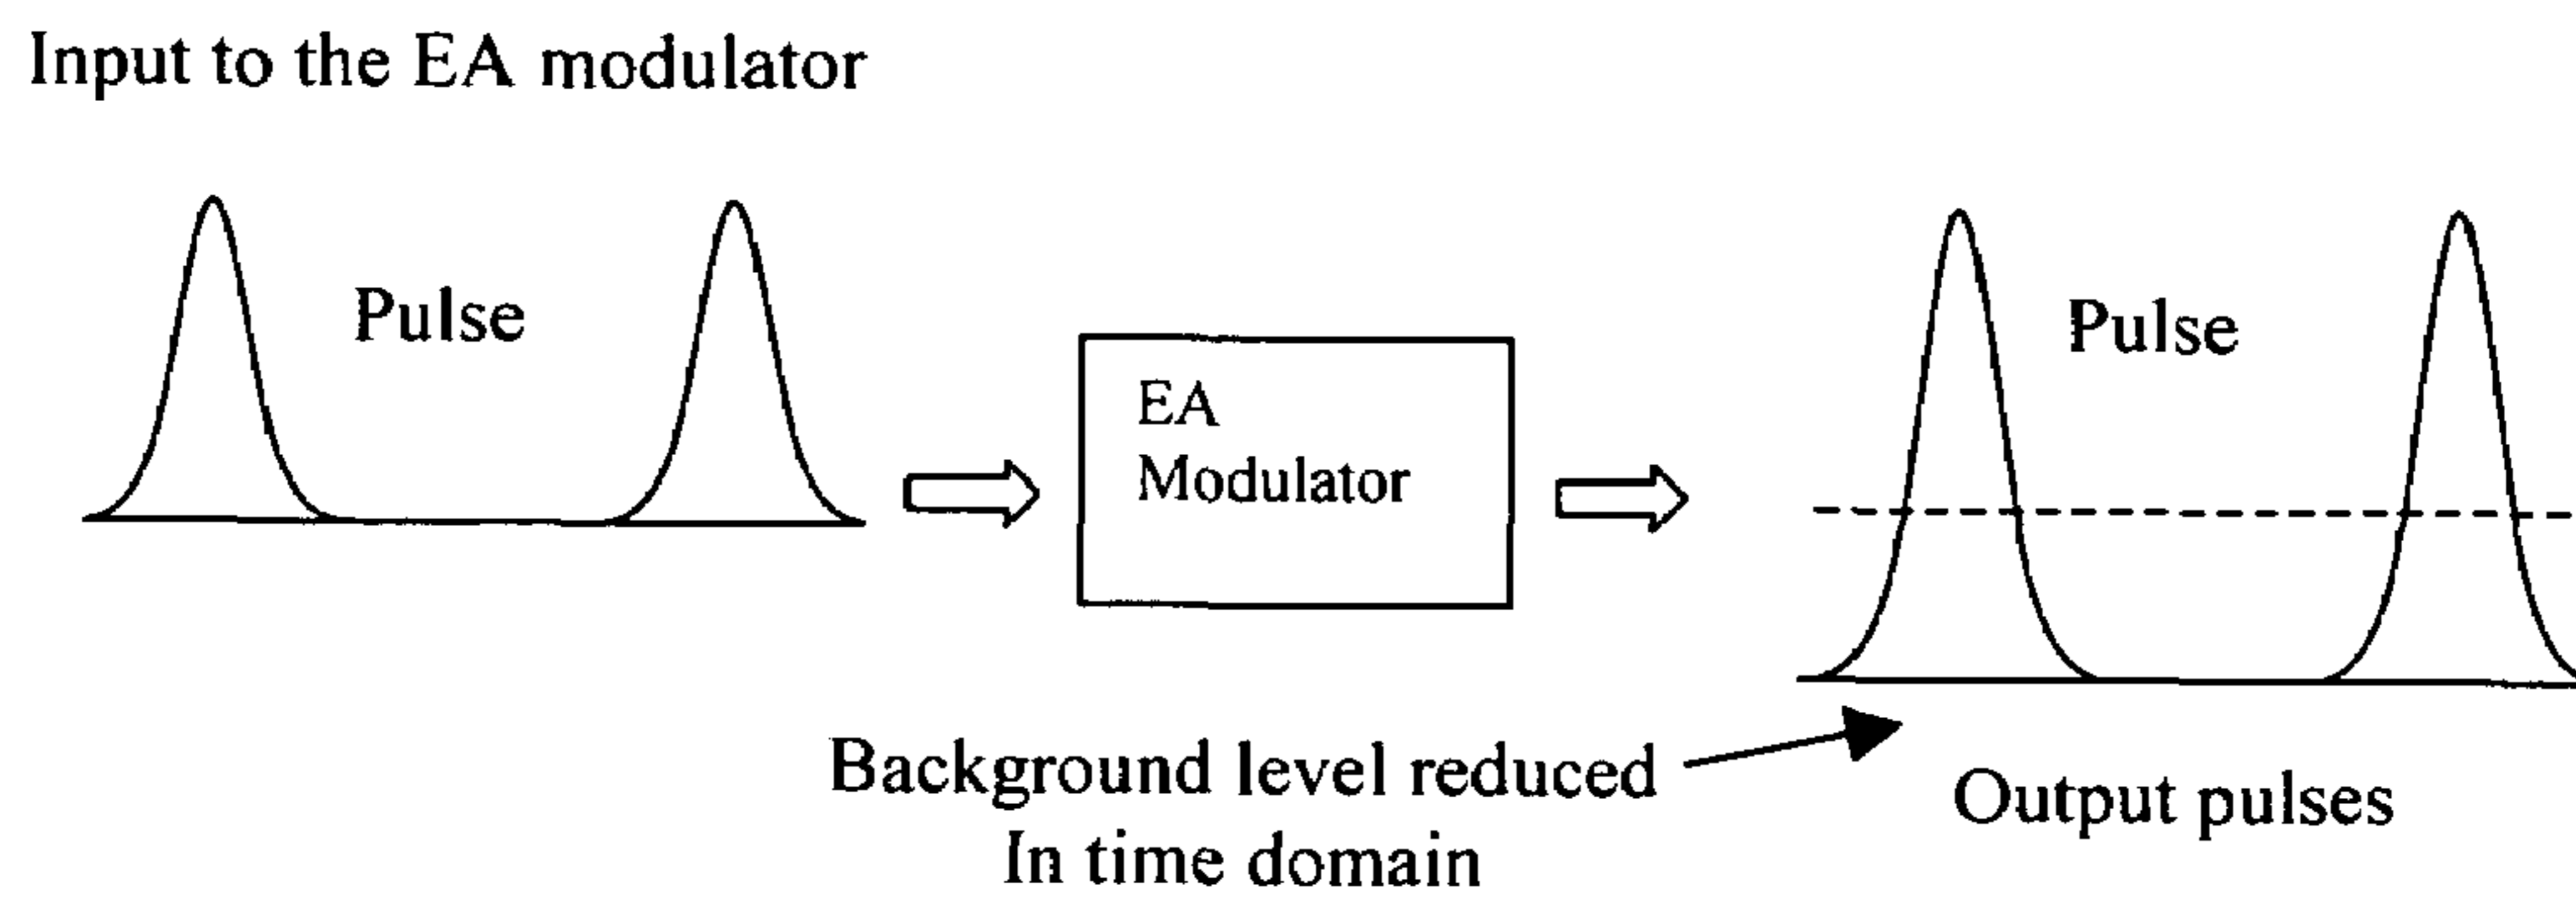 Input to the EA modulator
Pulse
Pulse
EA
Modulator
Background level reduced
In time domain
Output pulses